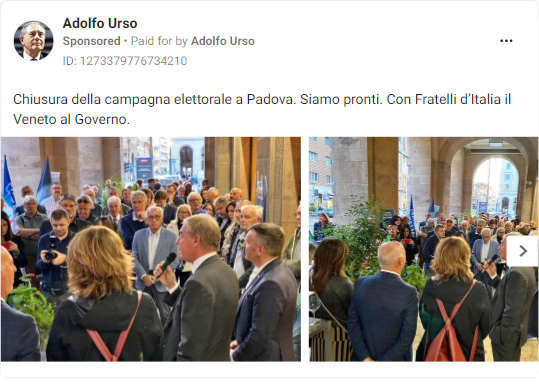 Adolfo Urso
Sponsored • Paid for by Adolfo Urso
ID: 1273379776734210
Chiusura della campagna elettorale a Padova. Siamo pronti. Con Fratelli d'Italia il
Veneto al Governo.